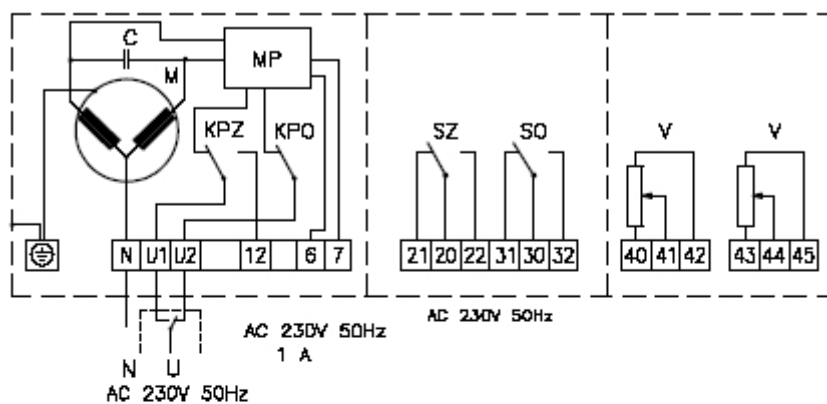 C
M
MP
KPZ
KPO
SZ
SO
V
V
N U1 U2 12 6 7
21 20 22 31 30 32
40 41 42
43 44 45
AC 230V 50Hz
1 A
AC 230V 50Hz
N U
AC 230V 50Hz